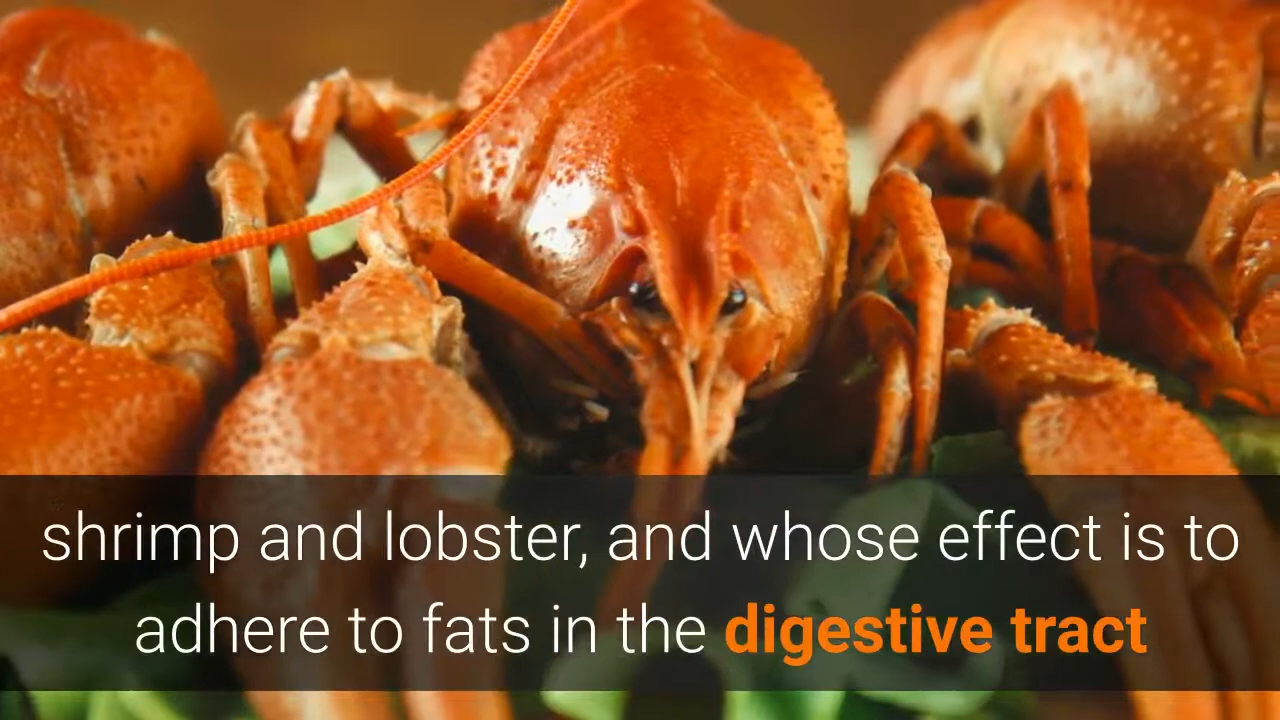 shrimp and lobster, and whose effect is to
adhere to fats in the digestive tract